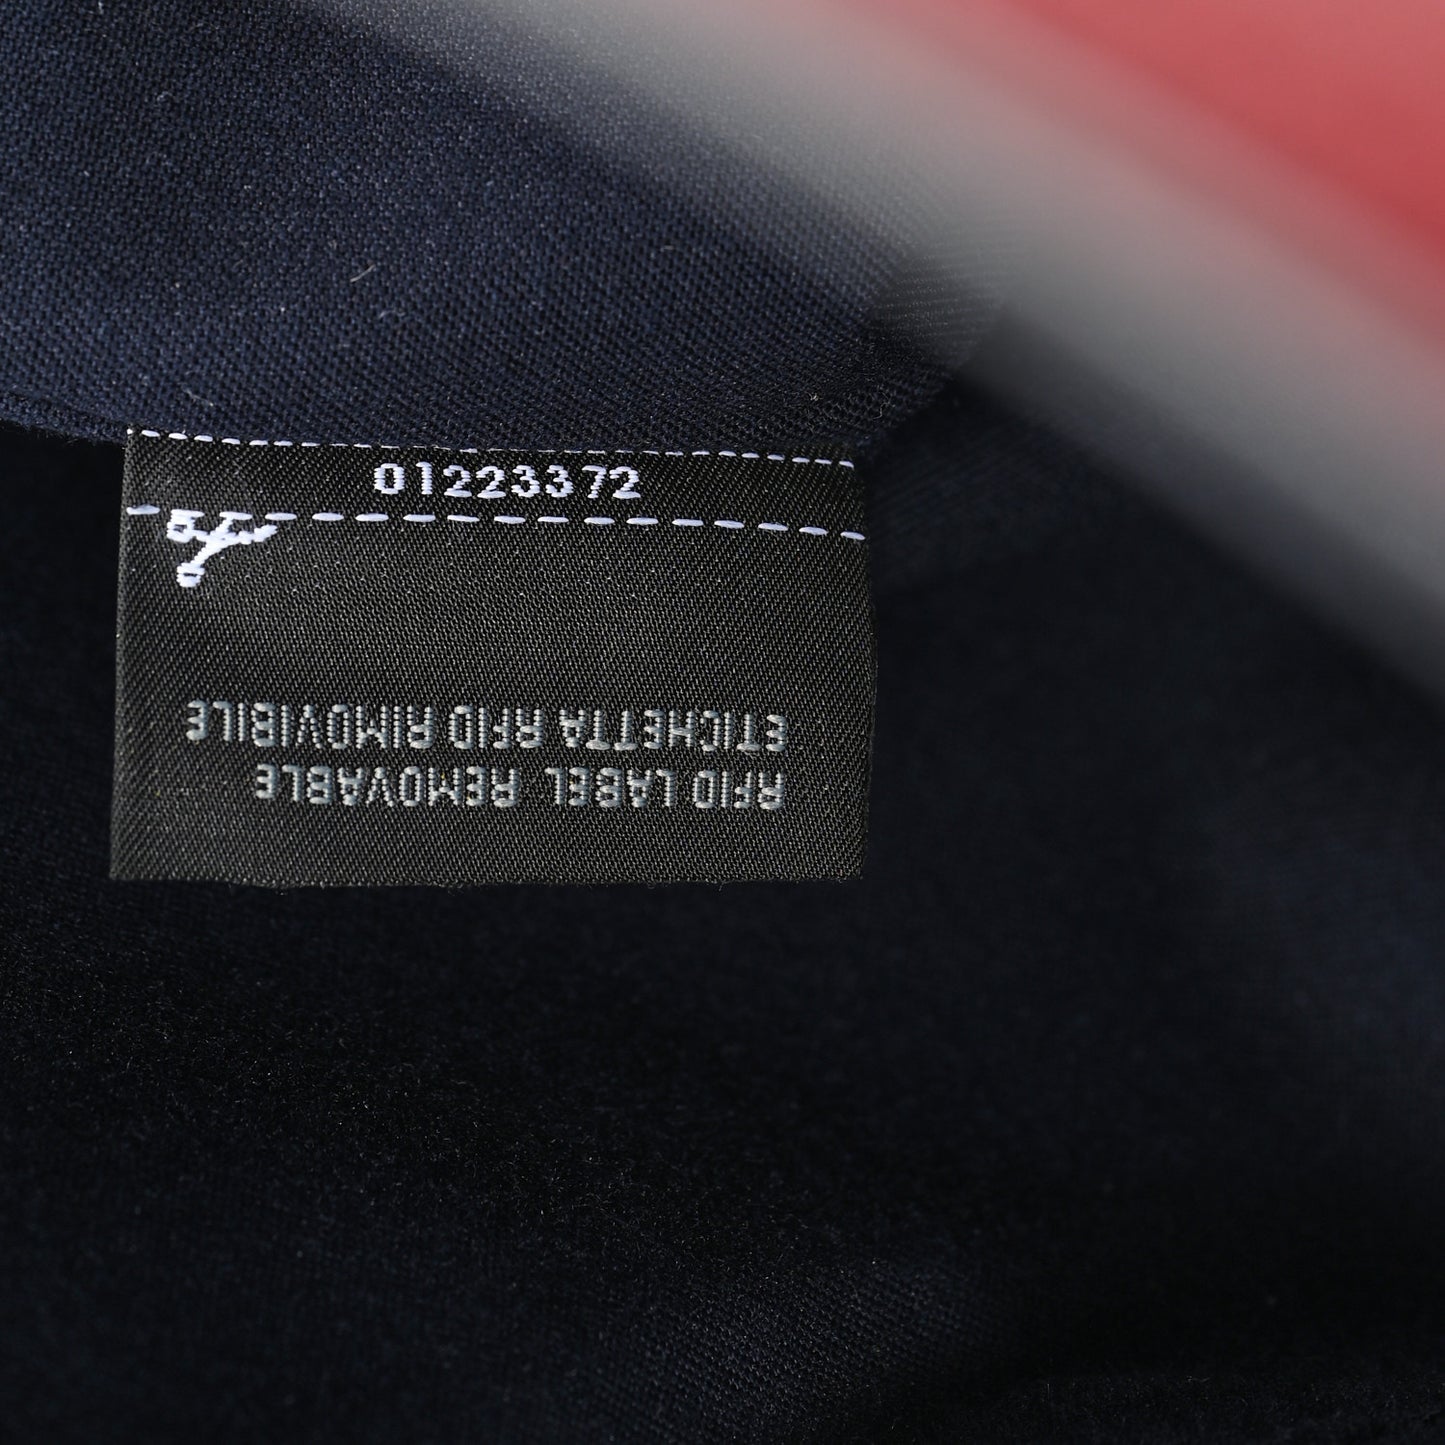 01223372
RFID LABEL REMOVABLE
ETICHETTA RFID RIMOVIBILE